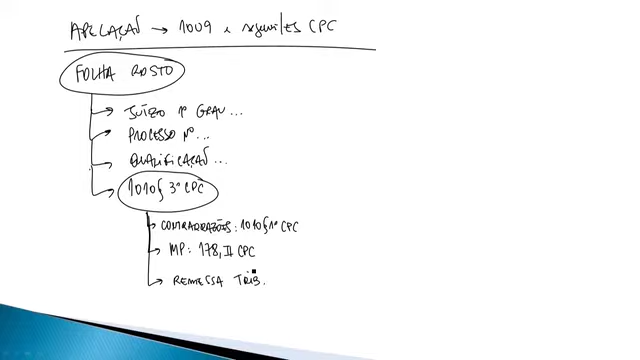 APELAÇÃO → 1009 e seguintes CPC
FOLHA ROSTO
→ JUÍZO 1º GRAU ...
→ PROCESSO Nº ...
→ QUALIFICAÇÃO ...
→ 1010 § 3º CPC
→ CONTRARRAZÕES: 1010 § 1º CPC
→ MP: 178, II CPC
→ REMESSA TRIB.